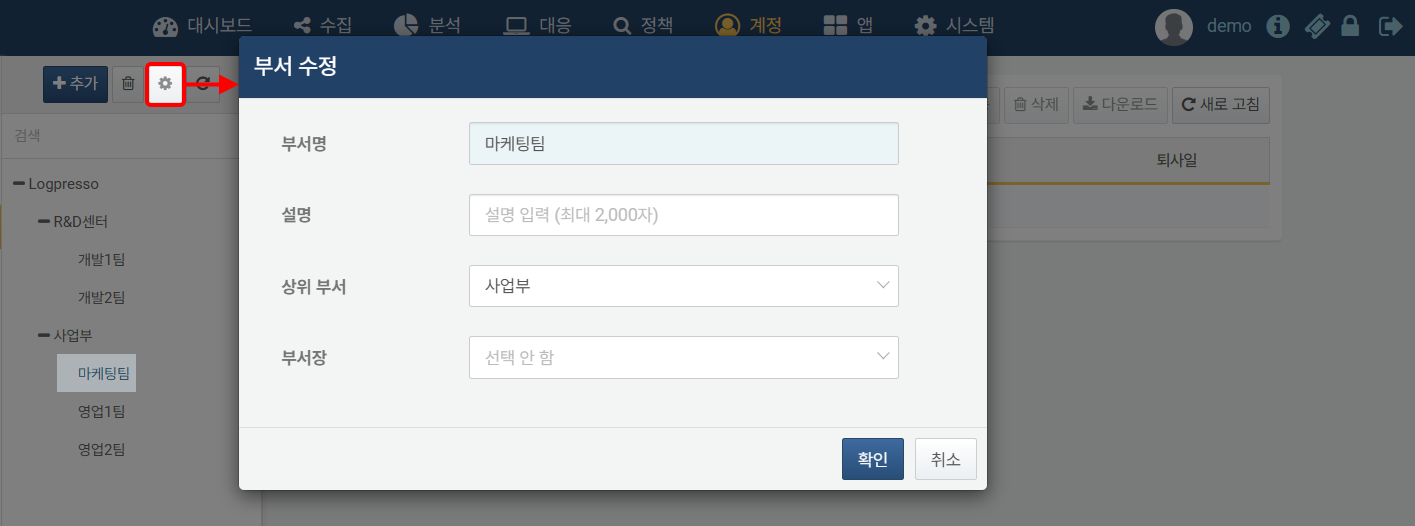 대시보드 수집 분석 대응 정책 계정 앱 시스템 demo
추가
부서 수정
삭제 다운로드 새로 고침
검색
퇴사일
부서명 마케팅팀
설명 설명 입력 (최대 2,000자)
상위 부서 사업부
부서장 선택 안 함
확인 취소
Logpresso
R&D센터
개발1팀
개발2팀
사업부
마케팅팀
영업1팀
영업2팀